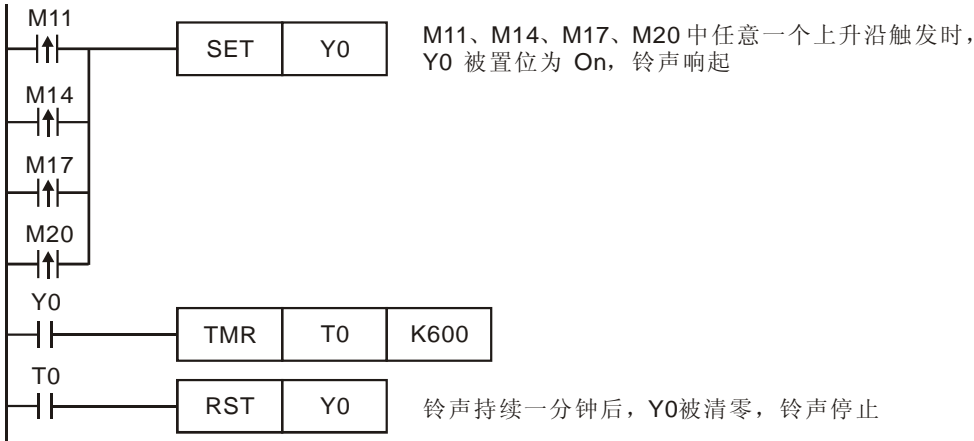 M11
SET Y0
M11、M14、M17、M20 中任意一个上升沿触发时，
Y0 被置位为 On，铃声响起
M14
M17
M20
Y0
TMR T0 K600
T0
RST Y0
铃声持续一分钟后，Y0被清零，铃声停止